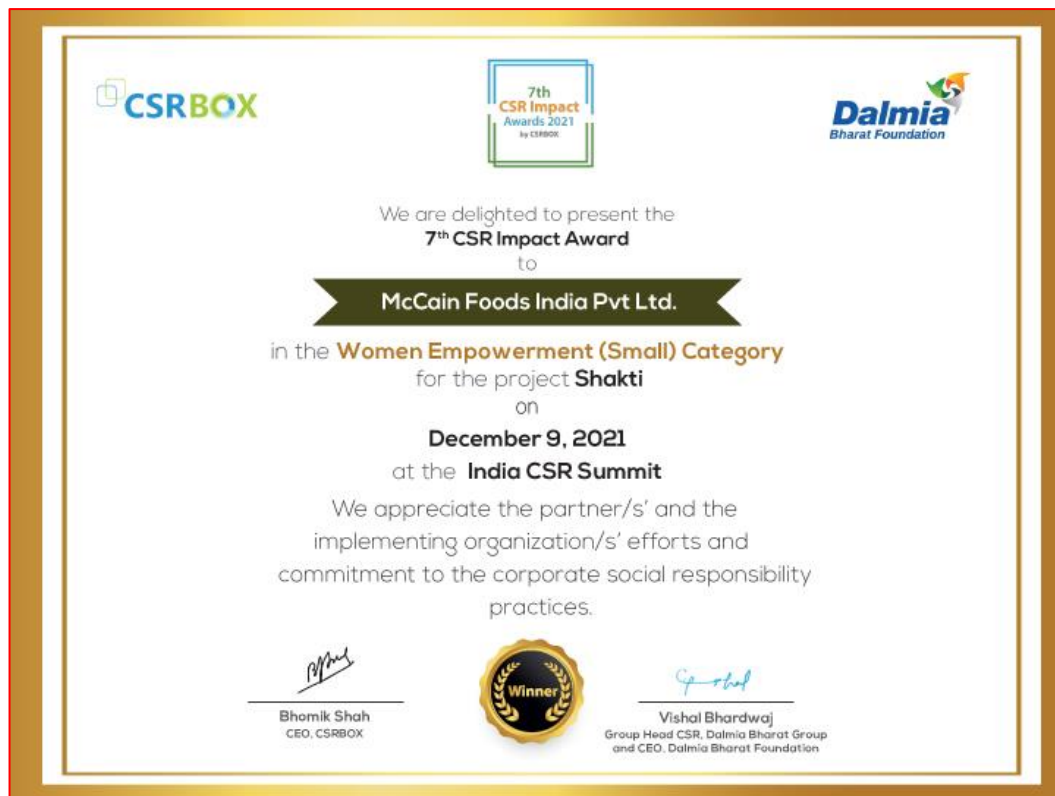 CSRBOX
7th
CSR Impact
Awards 2021
by CSRBOX
Dalmia
Bharat Foundation
We are delighted to present the
7th CSR Impact Award
to
McCain Foods India Pvt Ltd.
in the Women Empowerment (Small) Category
for the project Shakti
on
December 9, 2021
at the India CSR Summit
We appreciate the partner/s' and the
implementing organization/s' efforts and
commitment to the corporate social responsibility
practices.
Winner
Bhomik Shah
CEO, CSRBOX
Vishal Bhardwaj
Group Head CSR, Dalmia Bharat Group
and CEO, Dalmia Bharat Foundation